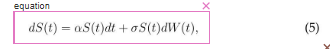 equation
dS(t) = αS(t)dt + σS(t)dW(t), (5)